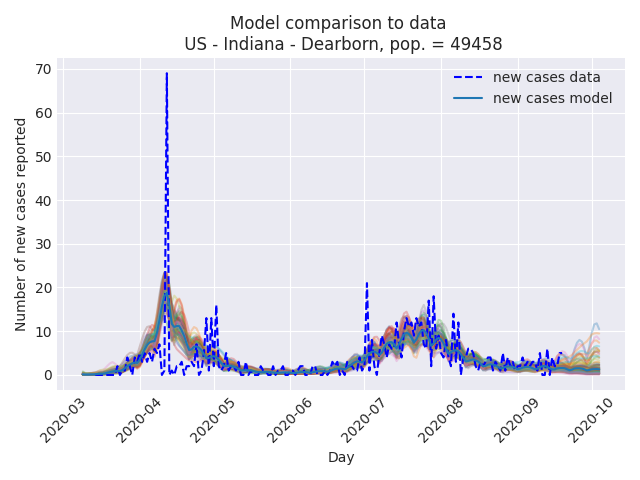 Model comparison to data
US - Indiana - Dearborn, pop. = 49458
new cases data
new cases model
Number of new cases reported
70
60
50
40
30
20
10
0
2020-03
2020-04
2020-05
2020-06
2020-07
2020-08
2020-09
2020-10
Day